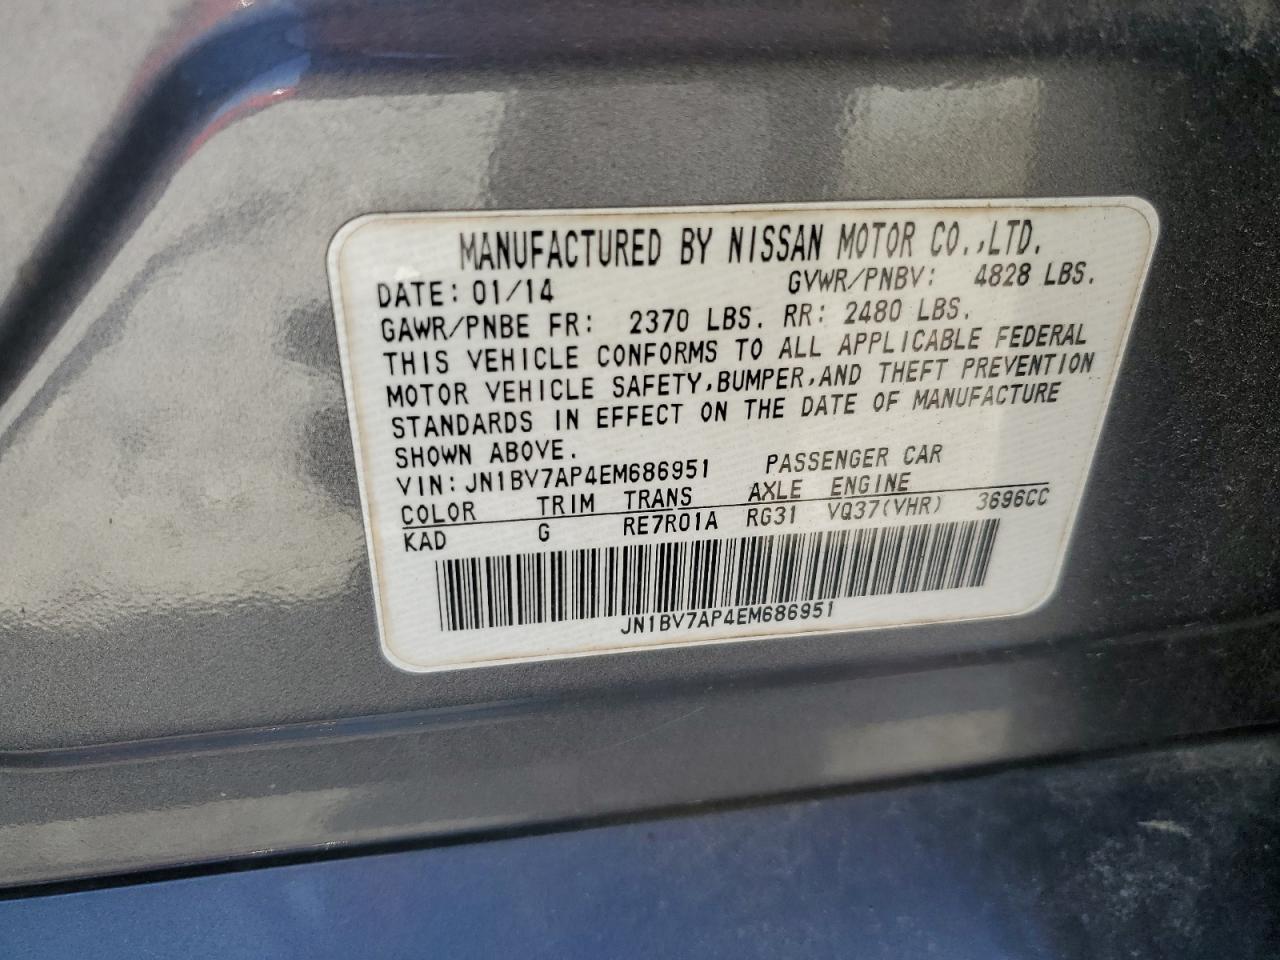 MANUFACTURED BY NISSAN MOTOR CO.,LTD.
DATE: 01/14 GVWR/PNBV: 4828 LBS.
GAWR/PNBE FR: 2370 LBS. RR: 2480 LBS.
THIS VEHICLE CONFORMS TO ALL APPLICABLE FEDERAL
MOTOR VEHICLE SAFETY,BUMPER,AND THEFT PREVENTION
STANDARDS IN EFFECT ON THE DATE OF MANUFACTURE
SHOWN ABOVE.
VIN: JN1BV7AP4EM686951 PASSENGER CAR
COLOR TRIM TRANS AXLE ENGINE
KAD G RE7R01A RG31 VQ37(VHR) 3696CC
JN1BV7AP4EM686951